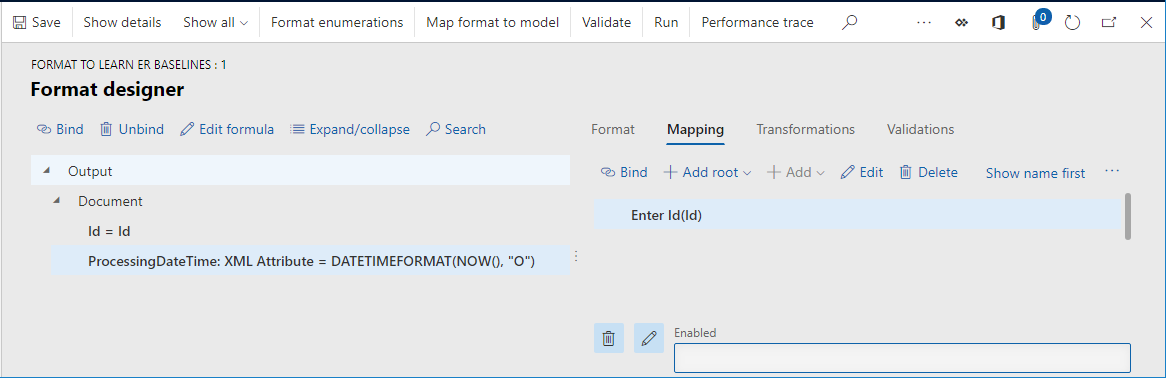 Save Show details Show all Format enumerations Map format to model Validate Run Performance trace ... 0
FORMAT TO LEARN ER BASELINES : 1
Format designer
Bind Unbind Edit formula Expand/collapse Search
Format Mapping Transformations Validations
Output
Bind Add root Add Edit Delete Show name first ...
Document
Enter Id(Id)
Id = Id
ProcessingDateTime: XML Attribute = DATETIMEFORMAT(NOW(), "O")
Enabled